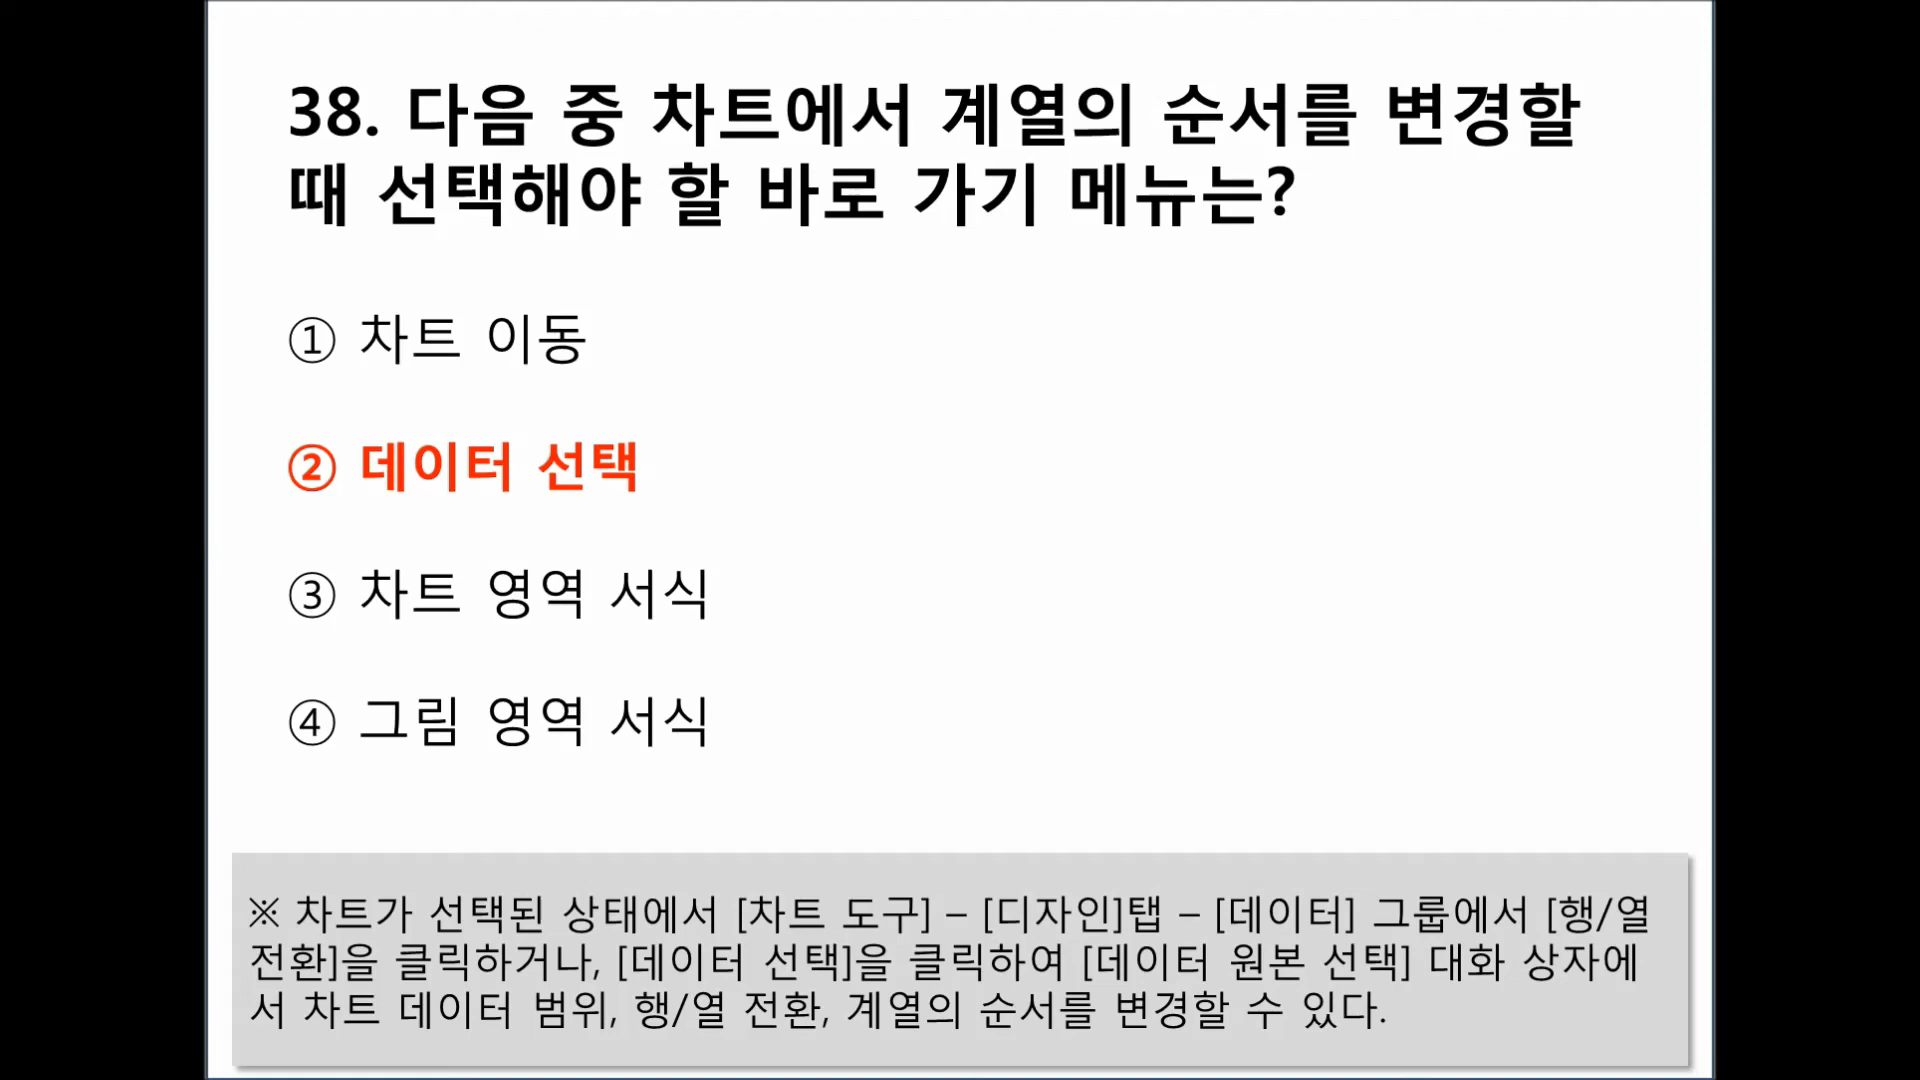 38. 다음 중 차트에서 계열의 순서를 변경할
때 선택해야 할 바로 가기 메뉴는?
① 차트 이동
② 데이터 선택
③ 차트 영역 서식
④ 그림 영역 서식
※ 차트가 선택된 상태에서 [차트 도구] – [디자인]탭 – [데이터] 그룹에서 [행/열
전환]을 클릭하거나, [데이터 선택]을 클릭하여 [데이터 원본 선택] 대화 상자에
서 차트 데이터 범위, 행/열 전환, 계열의 순서를 변경할 수 있다.